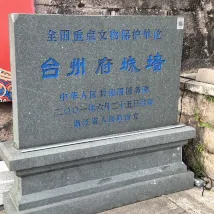 全国重点文物保护单位
台州府城墙
中华人民共和国国务院
二〇〇一年六月二十五日公布
浙江省人民政府立